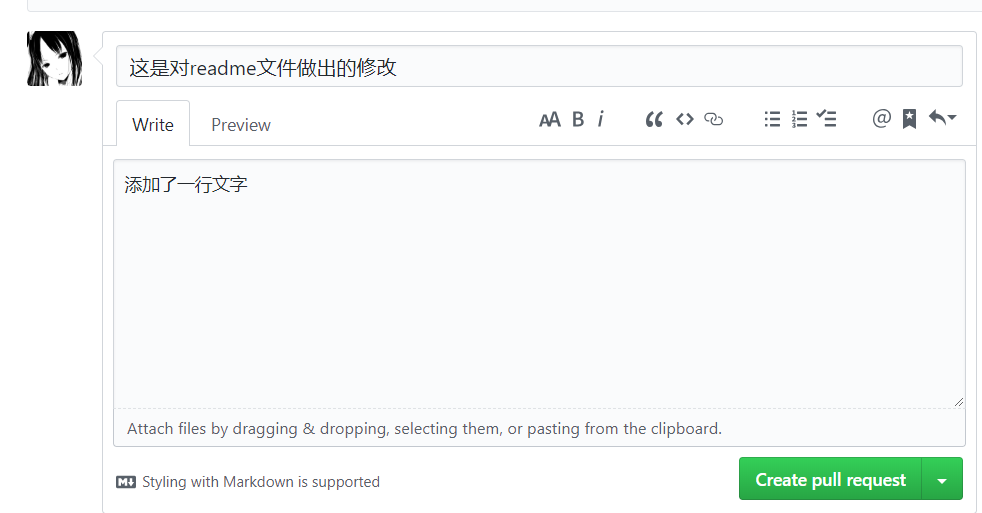 这是对readme文件做出的修改
Write Preview
添加了一行文字
Attach files by dragging & dropping, selecting them, or pasting from the clipboard.
Styling with Markdown is supported
Create pull request